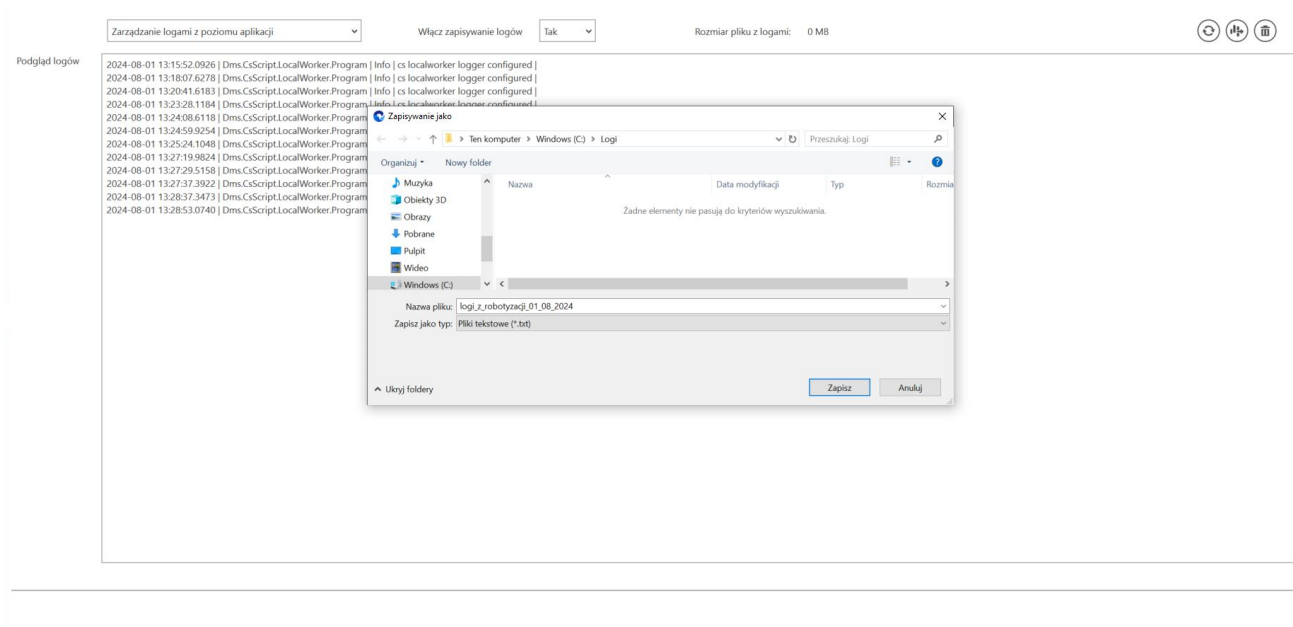 Zarządzanie logami z poziomu aplikacji Włącz zapisywanie logów Tak Rozmiar pliku z logami: 0 MB
Podgląd logów
2024-08-01 13:15:52.0926 | Dms.CsScript.LocalWorker.Program | Info | cs localworker logger configured |
2024-08-01 13:18:07.6278 | Dms.CsScript.LocalWorker.Program | Info | cs localworker logger configured |
2024-08-01 13:20:41.6183 | Dms.CsScript.LocalWorker.Program | Info | cs localworker logger configured |
2024-08-01 13:23:28.1184 | Dms.CsScript.LocalWorker.Program | Info | cs localworker logger configured |
2024-08-01 13:24:08.6118 | Dms.CsScript.LocalWorker.Program
2024-08-01 13:24:59.9254 | Dms.CsScript.LocalWorker.Program
2024-08-01 13:25:24.1048 | Dms.CsScript.LocalWorker.Program
2024-08-01 13:27:19.9824 | Dms.CsScript.LocalWorker.Program
2024-08-01 13:27:29.5158 | Dms.CsScript.LocalWorker.Program
2024-08-01 13:27:37.3922 | Dms.CsScript.LocalWorker.Program
2024-08-01 13:28:37.3473 | Dms.CsScript.LocalWorker.Program
2024-08-01 13:28:53.0740 | Dms.CsScript.LocalWorker.Program
Zapisywanie jako
Ten komputer > Windows (C:) > Logi Przeszukaj: Logi
Organizuj Nowy folder
Muzyka
Obiekty 3D
Obrazy
Pobrane
Pulpit
Wideo
Windows (C:)
Nazwa Data modyfikacji Typ Rozmia
Żadne elementy nie pasują do kryteriów wyszukiwania.
Nazwa pliku: logi_z_robotyzacji_01_08_2024
Zapisz jako typ: Pliki tekstowe (*.txt)
Ukryj foldery Zapisz Anuluj